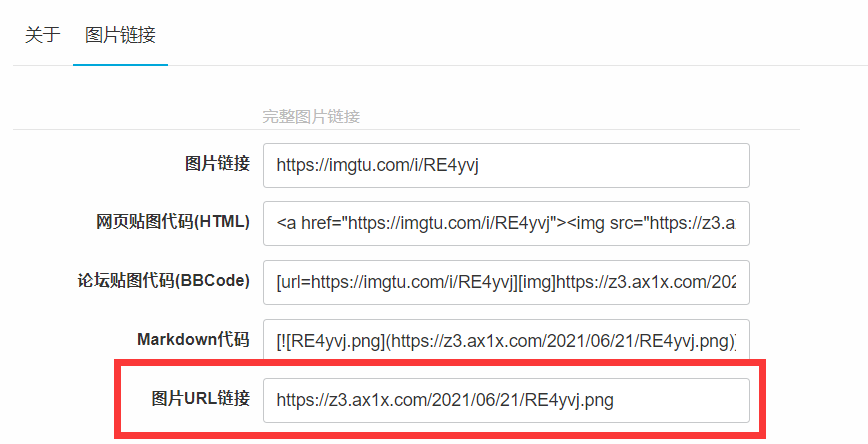 关于 图片链接
完整图片链接
图片链接 https://imgtu.com/i/RE4yvj
网页贴图代码(HTML) <a href="https://imgtu.com/i/RE4yvj"><img src="https://z3.a
论坛贴图代码(BBCode) [url=https://imgtu.com/i/RE4yvj][img]https://z3.ax1x.com/202
Markdown代码 [![RE4yvj.png](https://z3.ax1x.com/2021/06/21/RE4yvj.png)]
图片URL链接 https://z3.ax1x.com/2021/06/21/RE4yvj.png